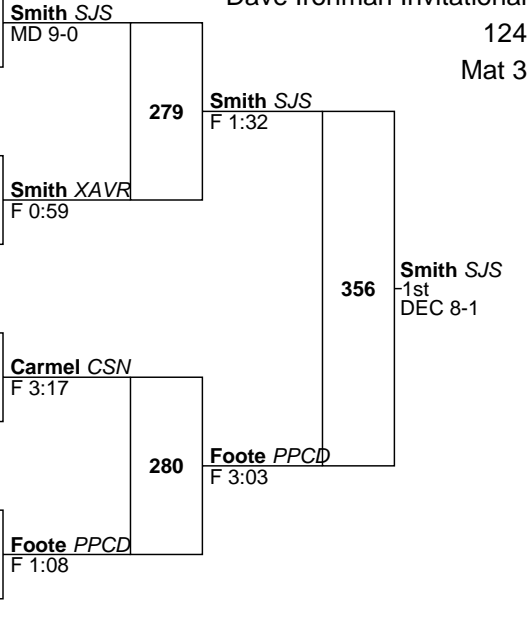 Dave Ironman Invitational
124
Mat 3
Smith SJS
MD 9-0
279
Smith SJS
F 1:32
Smith XAVR
F 0:59
356
Smith SJS
1st
DEC 8-1
Carmel CSN
F 3:17
280
Foote PPCD
F 3:03
Foote PPCD
F 1:08